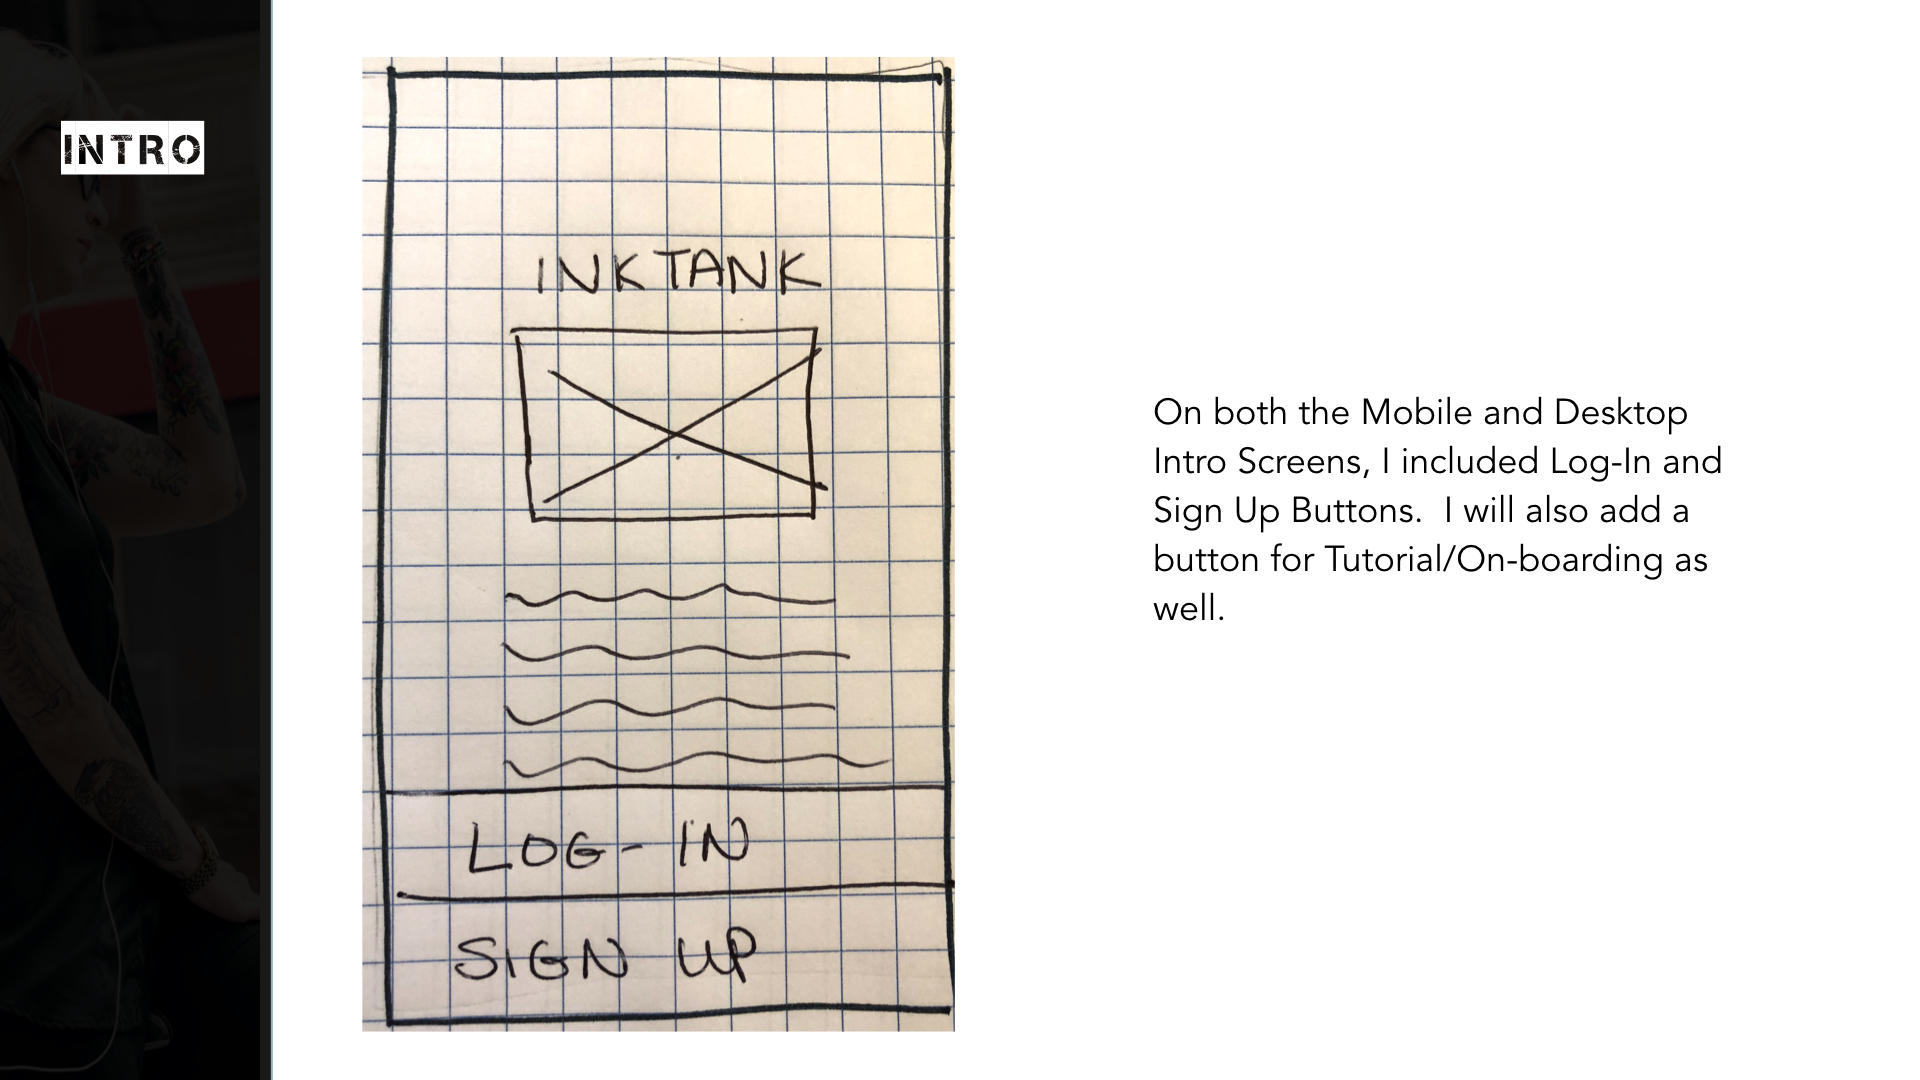 INTRO
INKTANK
LOG-IN
SIGN UP
On both the Mobile and Desktop
Intro Screens, I included Log-In and
Sign Up Buttons.  I will also add a
button for Tutorial/On-boarding as
well.